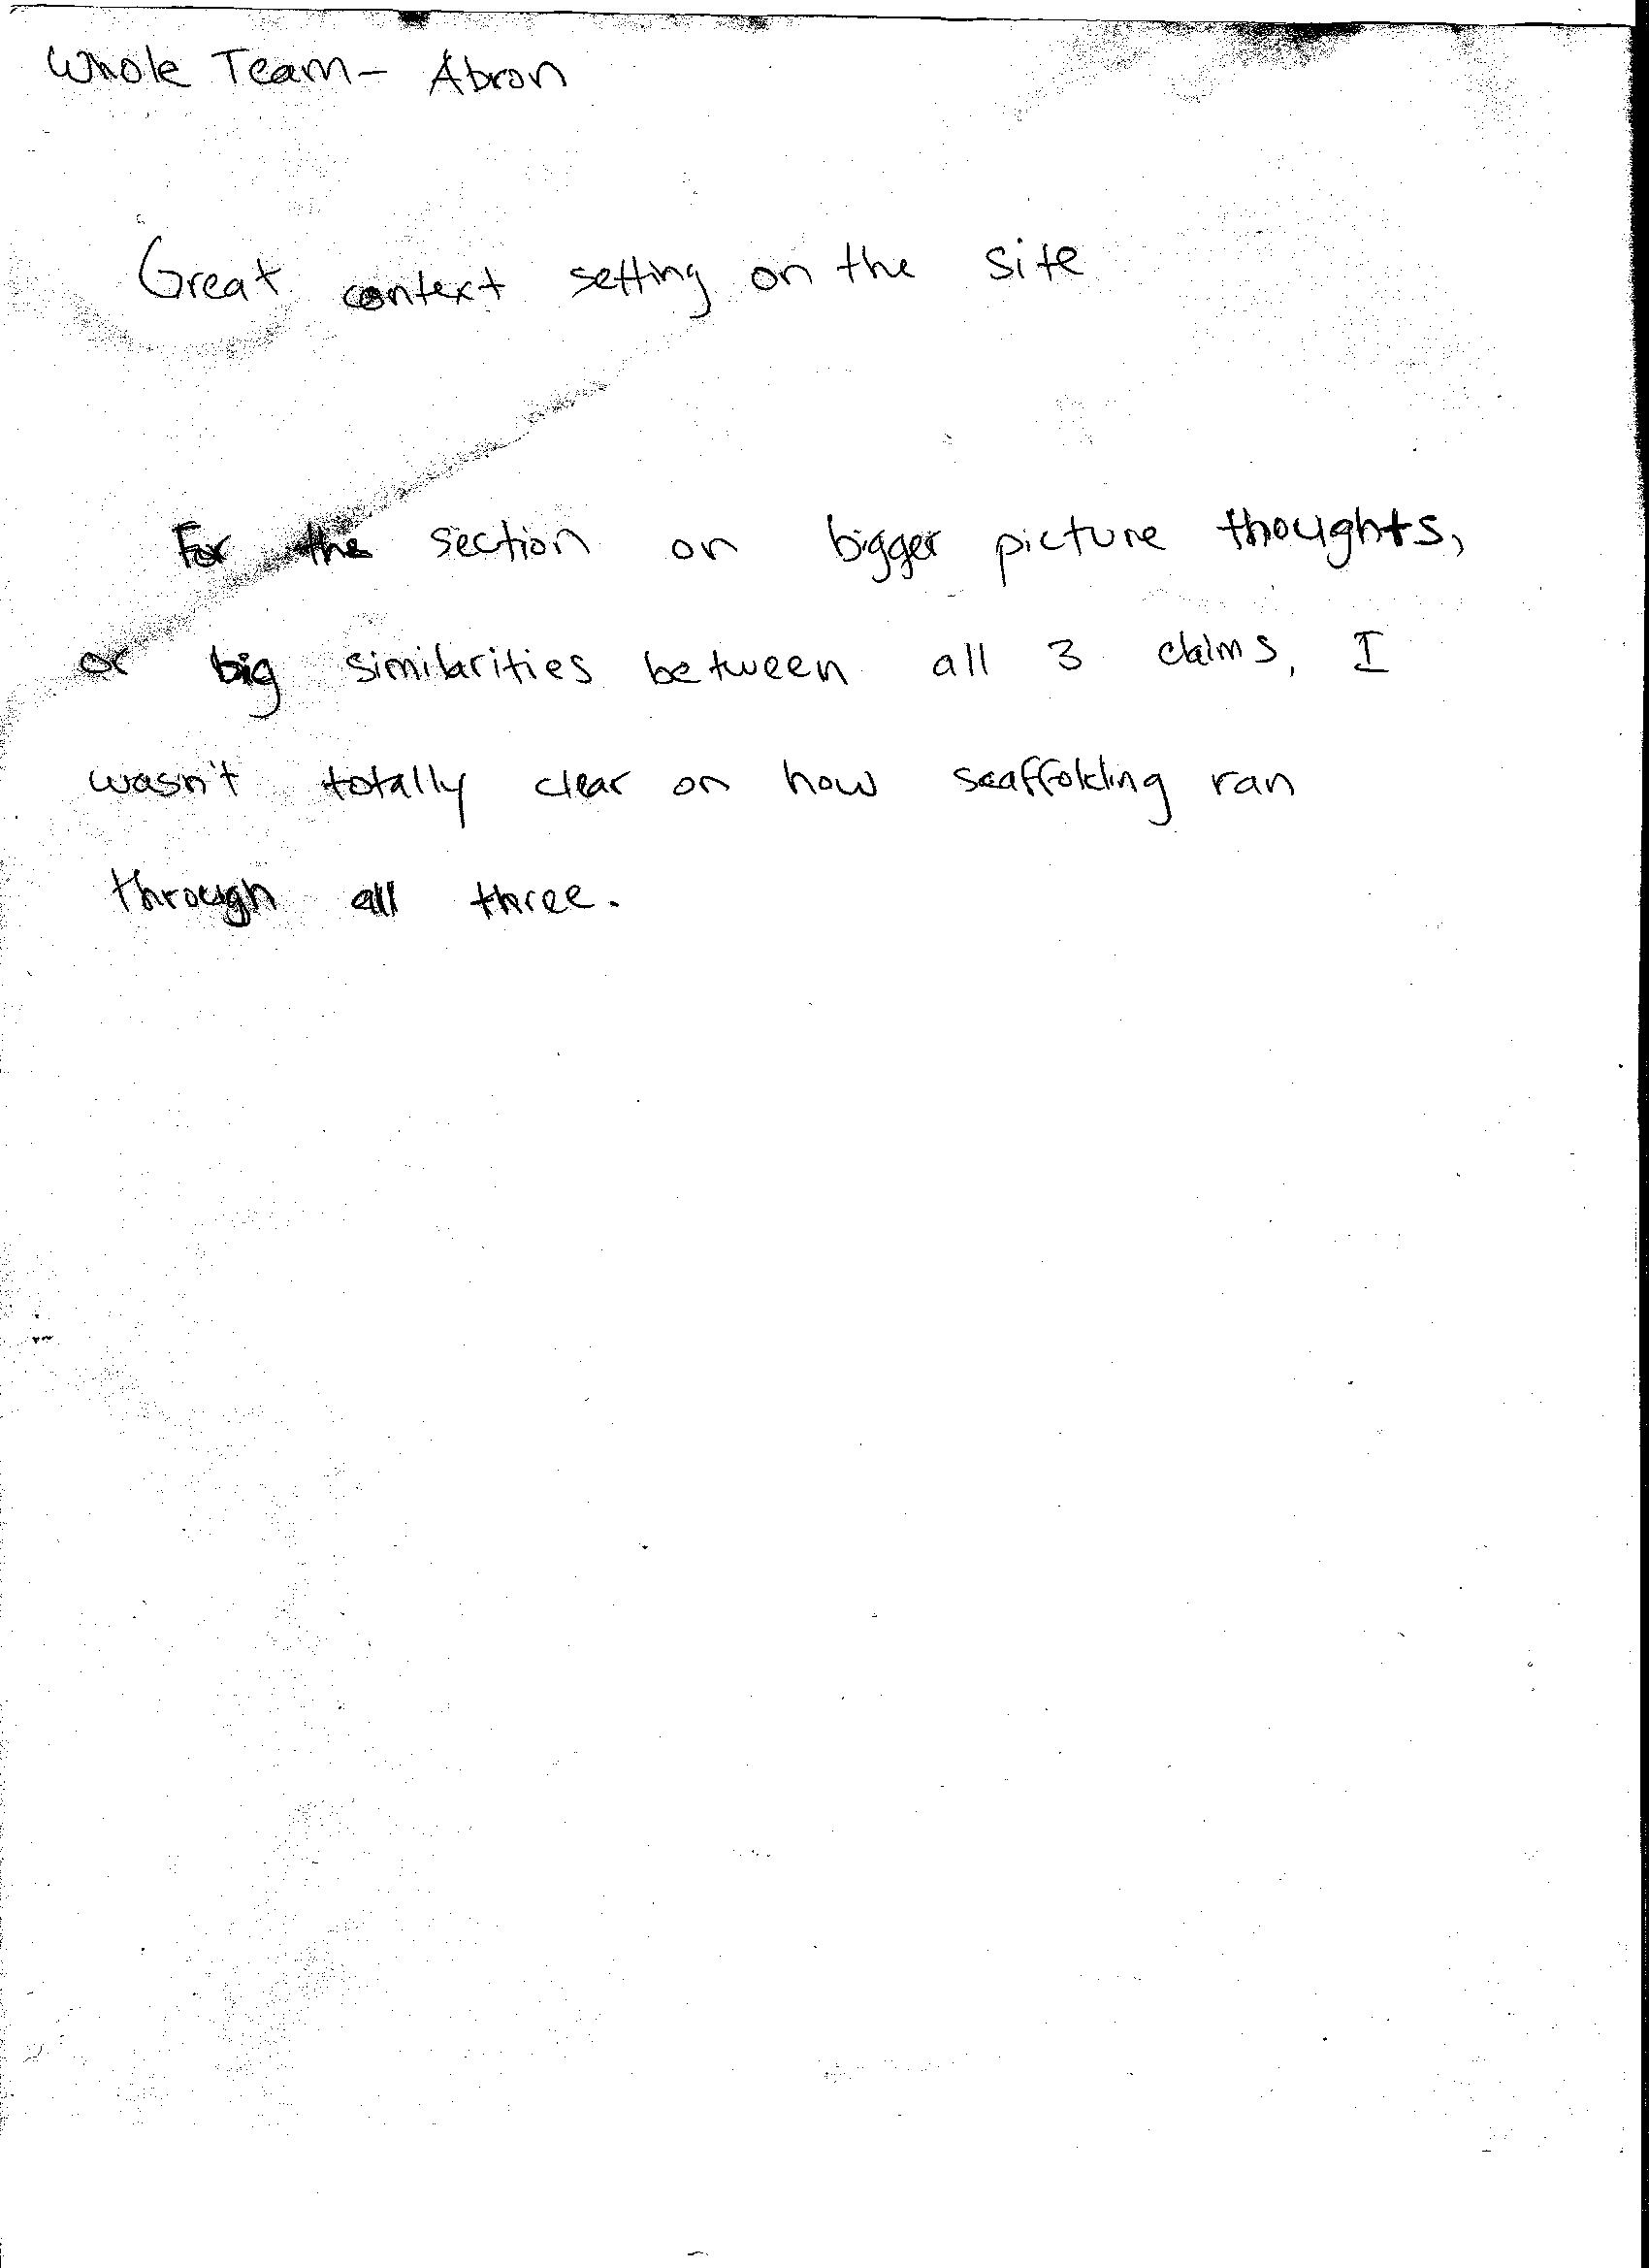 Whole Team - Abron
Great context setting on the site
For the section on bigger picture thoughts,
or big similarities between all 3 claims, I
wasn't totally clear on how scaffolding ran
through all three.